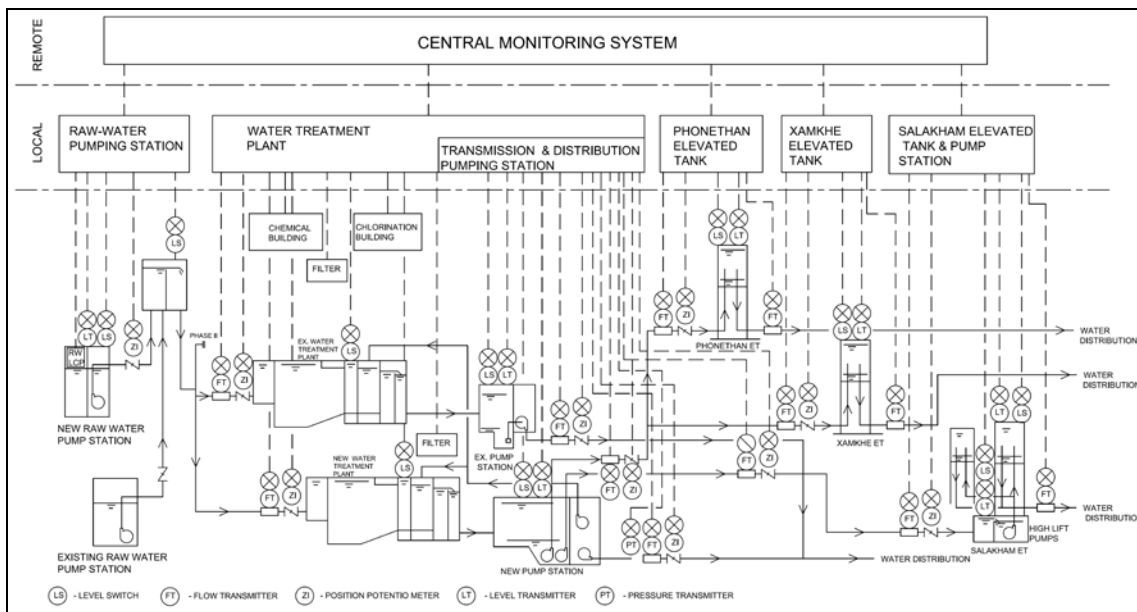 REMOTE
CENTRAL MONITORING SYSTEM
LOCAL
RAW-WATER
PUMPING STATION
WATER TREATMENT
PLANT
TRANSMISSION & DISTRIBUTION
PUMPING STATION
PHONETHAN
ELEVATED
TANK
XAMKHE
ELEVATED
TANK
SALAKHAM ELEVATED
TANK & PUMP
STATION
CHEMICAL
BUILDING
CHLORINATION
BUILDING
FILTER
LS
LS
LT
LT
LS
ZI
RW
LCP
PHASE II
NEW RAW WATER
PUMP STATION
EXISTING RAW WATER
PUMP STATION
FT
ZI
EX. WATER
TREATMENT
PLANT
LS
LS
LT
EX. PUMP
STATION
FT
ZI
FILTER
NEW WATER
TREATMENT
PLANT
LS
FT
ZI
LS
LT
FT
ZI
PT
FT
ZI
NEW PUMP STATION
FT
ZI
PHONETHAN ET
FT
FT
ZI
WATER
DISTRIBUTION
LS
LT
FT
ZI
XAMKHE ET
FT
WATER
DISTRIBUTION
LT
LS
LS
LT
FT
FT
ZI
HIGH LIFT
PUMPS
SALAKHAM ET
WATER
DISTRIBUTION
WATER DISTRIBUTION
LS - LEVEL SWITCH
FT - FLOW TRANSMITTER
ZI - POSITION POTENTIO METER
LT - LEVEL TRANSMITTER
PT - PRESSURE TRANSMITTER